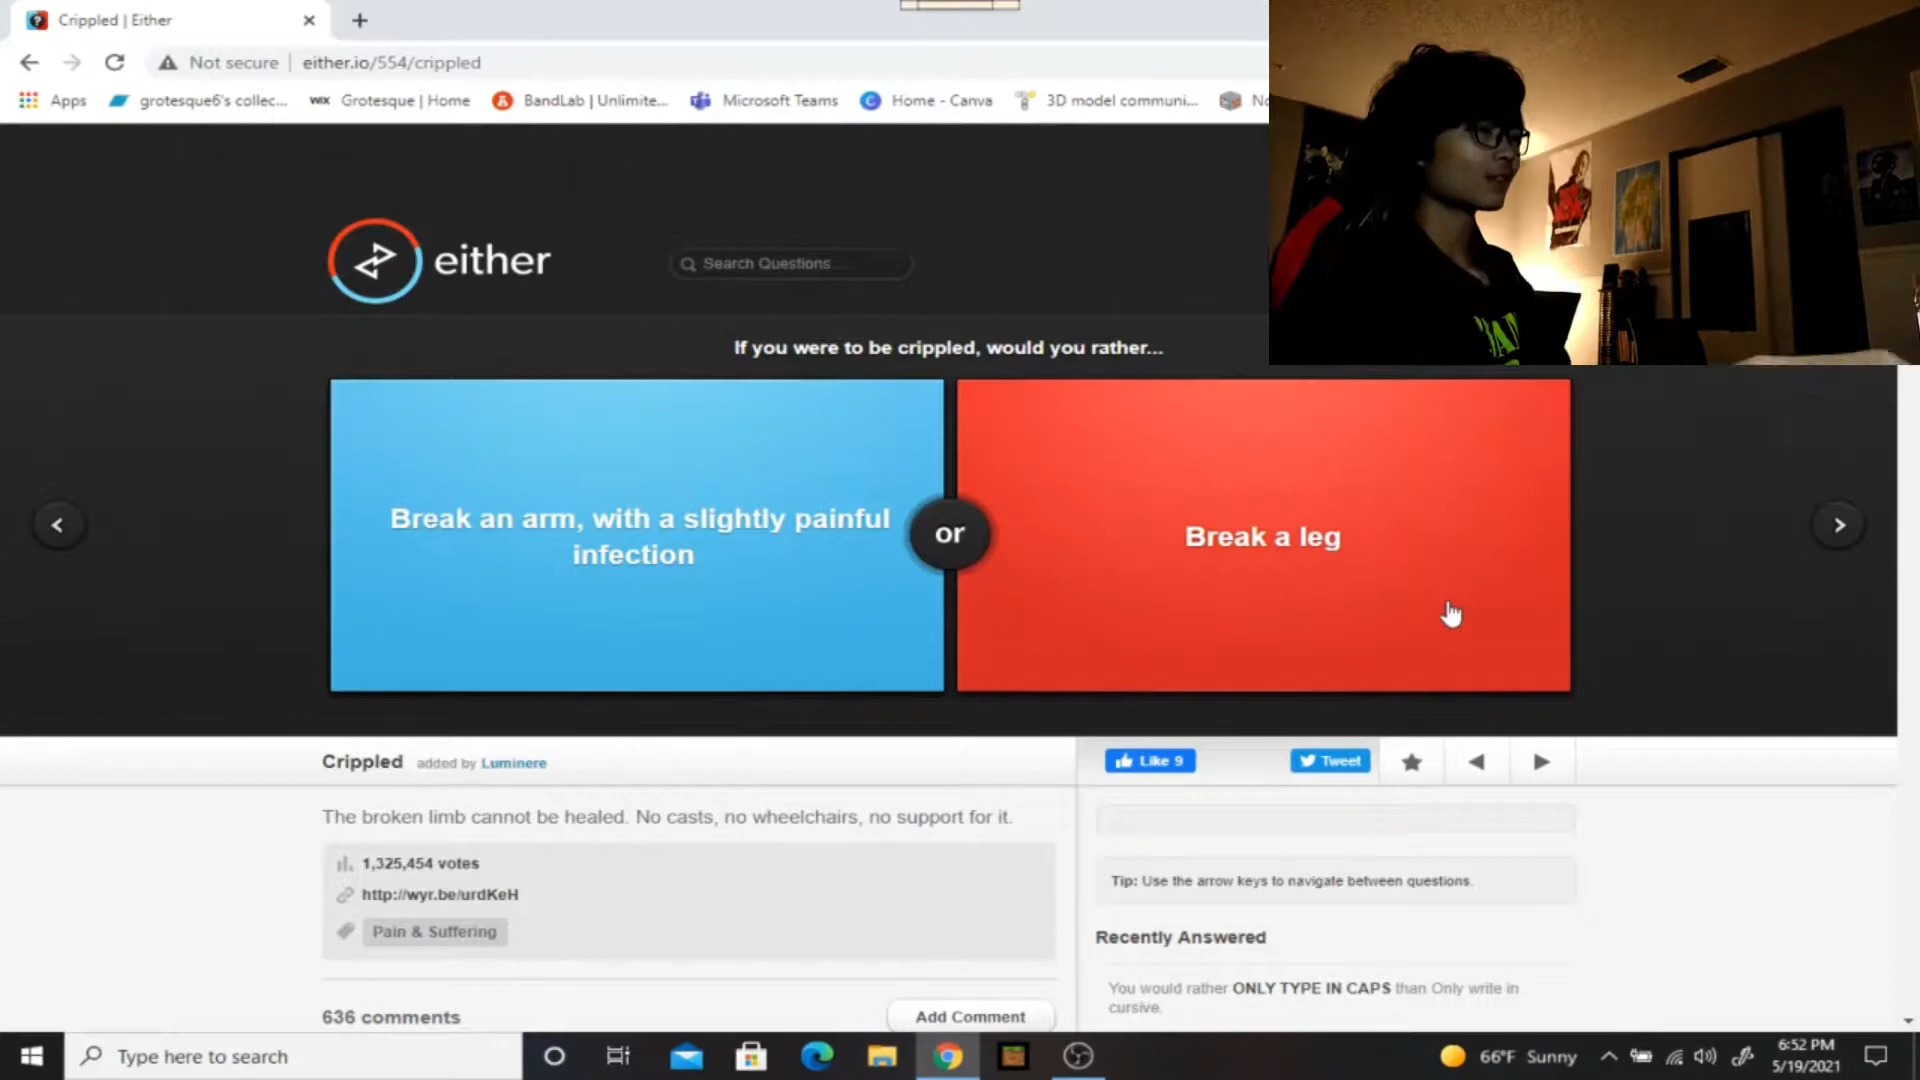 Crippled | Either
Not secure | either.io/554/crippled
Apps grotesque6's collec... WIX Grotesque | Home BandLab | Unlimite... Microsoft Teams C Home - Canva 3D model communi... No
either
Search Questions...
If you were to be crippled, would you rather...
Break an arm, with a slightly painful
infection
or
Break a leg
Crippled added by Luminere
Like 9
Tweet
The broken limb cannot be healed. No casts, no wheelchairs, no support for it.
1,325,454 votes
http://wyr.be/urdKeH
Pain & Suffering
Tip: Use the arrow keys to navigate between questions.
Recently Answered
You would rather ONLY TYPE IN CAPS than Only write in
cursive.
636 comments
Add Comment
Type here to search
66°F Sunny
6:52 PM
5/19/2021